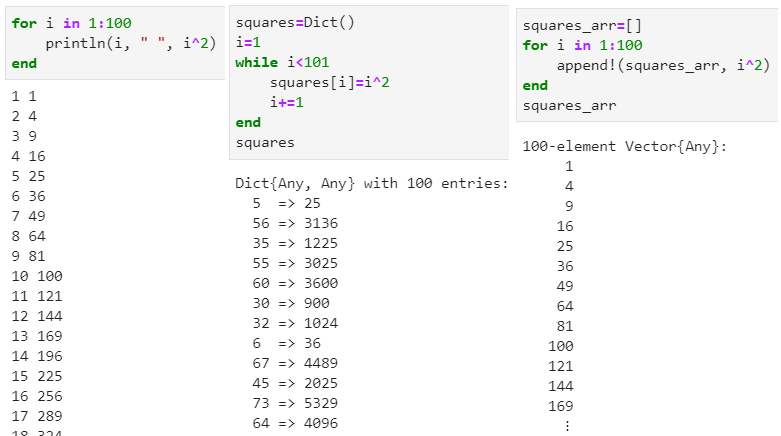 for i in 1:100
    println(i, " ", i^2)
end
1 1
2 4
3 9
4 16
5 25
6 36
7 49
8 64
9 81
10 100
11 121
12 144
13 169
14 196
15 225
16 256
17 289
18 324
squares=Dict()
i=1
while i<101
    squares[i]=i^2
    i+=1
end
squares
Dict{Any, Any} with 100 entries:
  5  => 25
  56 => 3136
  35 => 1225
  55 => 3025
  60 => 3600
  30 => 900
  32 => 1024
  6  => 36
  67 => 4489
  45 => 2025
  73 => 5329
  64 => 4096
squares_arr=[]
for i in 1:100
    append!(squares_arr, i^2)
end
squares_arr
100-element Vector{Any}:
     1
     4
     9
    16
    25
    36
    49
    64
    81
   100
   121
   144
   169
     ⋮